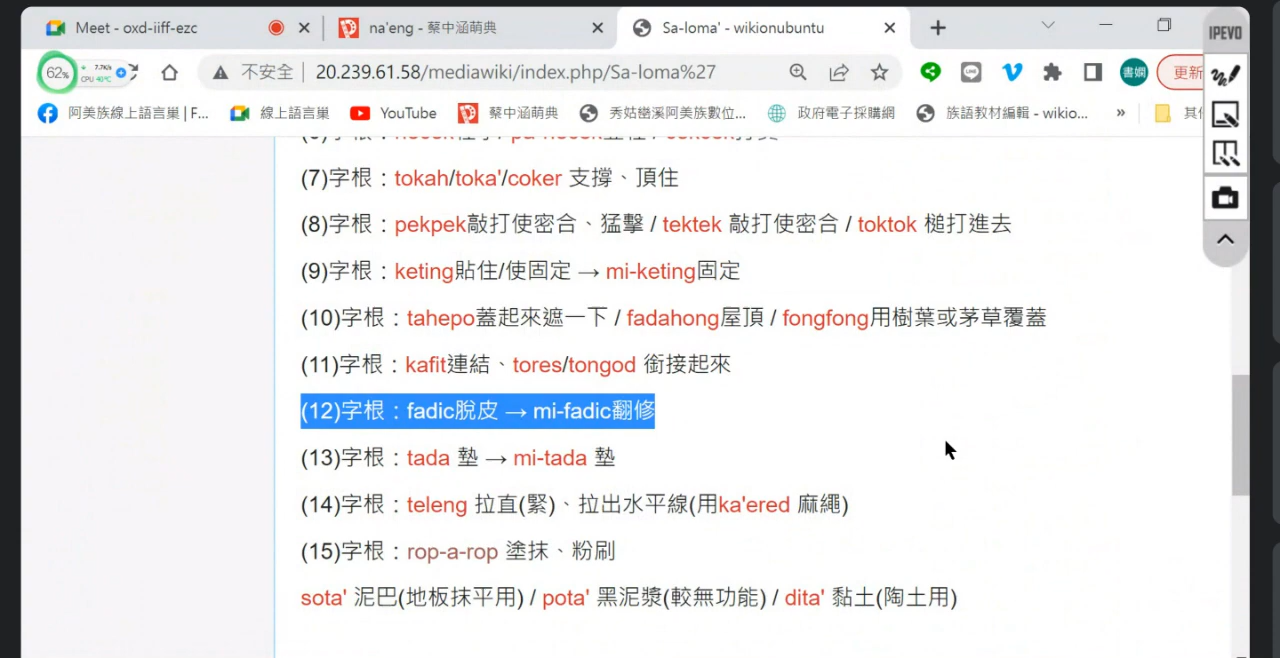 Meet - oxd-iiff-ezc
na'eng - 蔡中涵萌典
Sa-loma' - wikionubuntu
IPEVO
62%
7.7K/s
CPU 40°C
不安全
20.239.61.58/mediawiki/index.php/Sa-loma%27
書嫻
更新
阿美族線上語言巢 | F...
線上語言巢
YouTube
蔡中涵萌典
秀姑巒溪阿美族數位...
政府電子採購網
族語教材編輯 - wikio...
»
(7)字根：tokah/toka'/coker 支撐、頂住
(8)字根：pekpek敲打使密合、猛擊 / tektek 敲打使密合 / toktok 槌打進去
(9)字根：keting貼住/使固定 → mi-keting固定
(10)字根：tahepo蓋起來遮一下 / fadahong屋頂 / fongfong用樹葉或茅草覆蓋
(11)字根：kafit連結、tores/tongod 銜接起來
(12)字根：fadic脫皮 → mi-fadic翻修
(13)字根：tada 墊 → mi-tada 墊
(14)字根：teleng 拉直(緊)、拉出水平線(用ka'ered 麻繩)
(15)字根：rop-a-rop 塗抹、粉刷
sota' 泥巴(地板抹平用) / pota' 黑泥漿(較無功能) / dita' 黏土(陶土用)